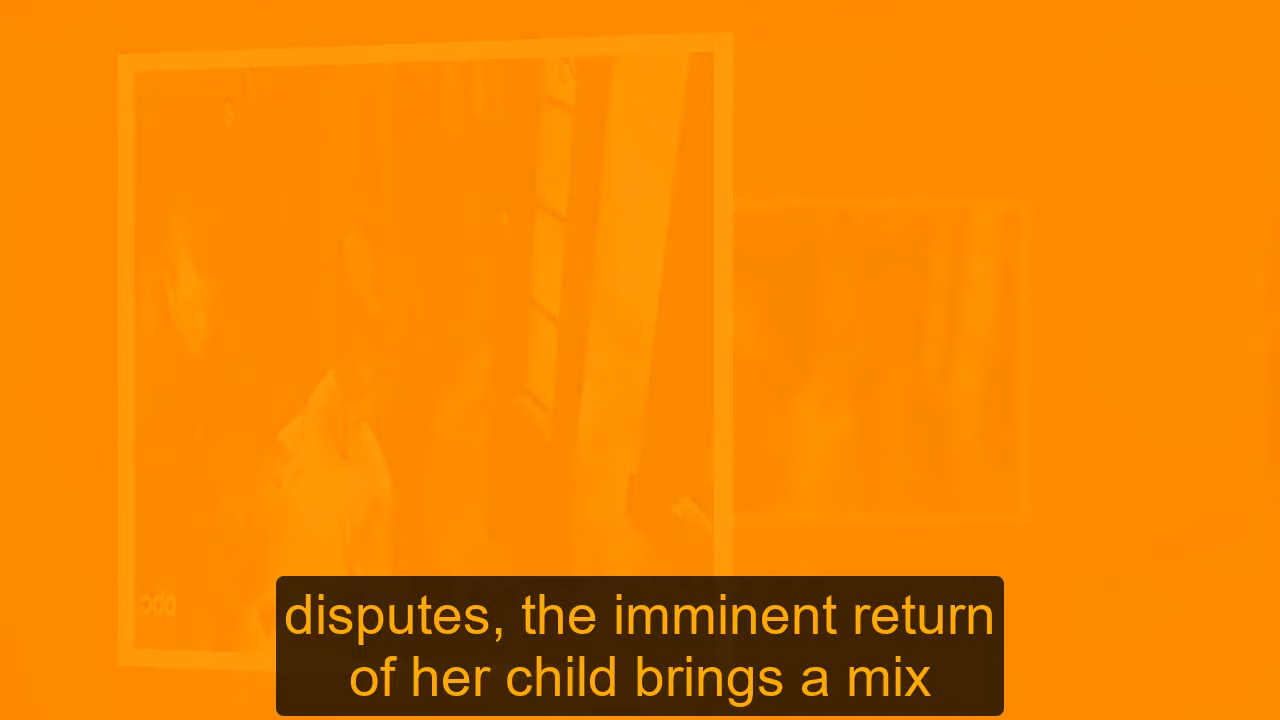 disputes, the imminent return
of her child brings a mix